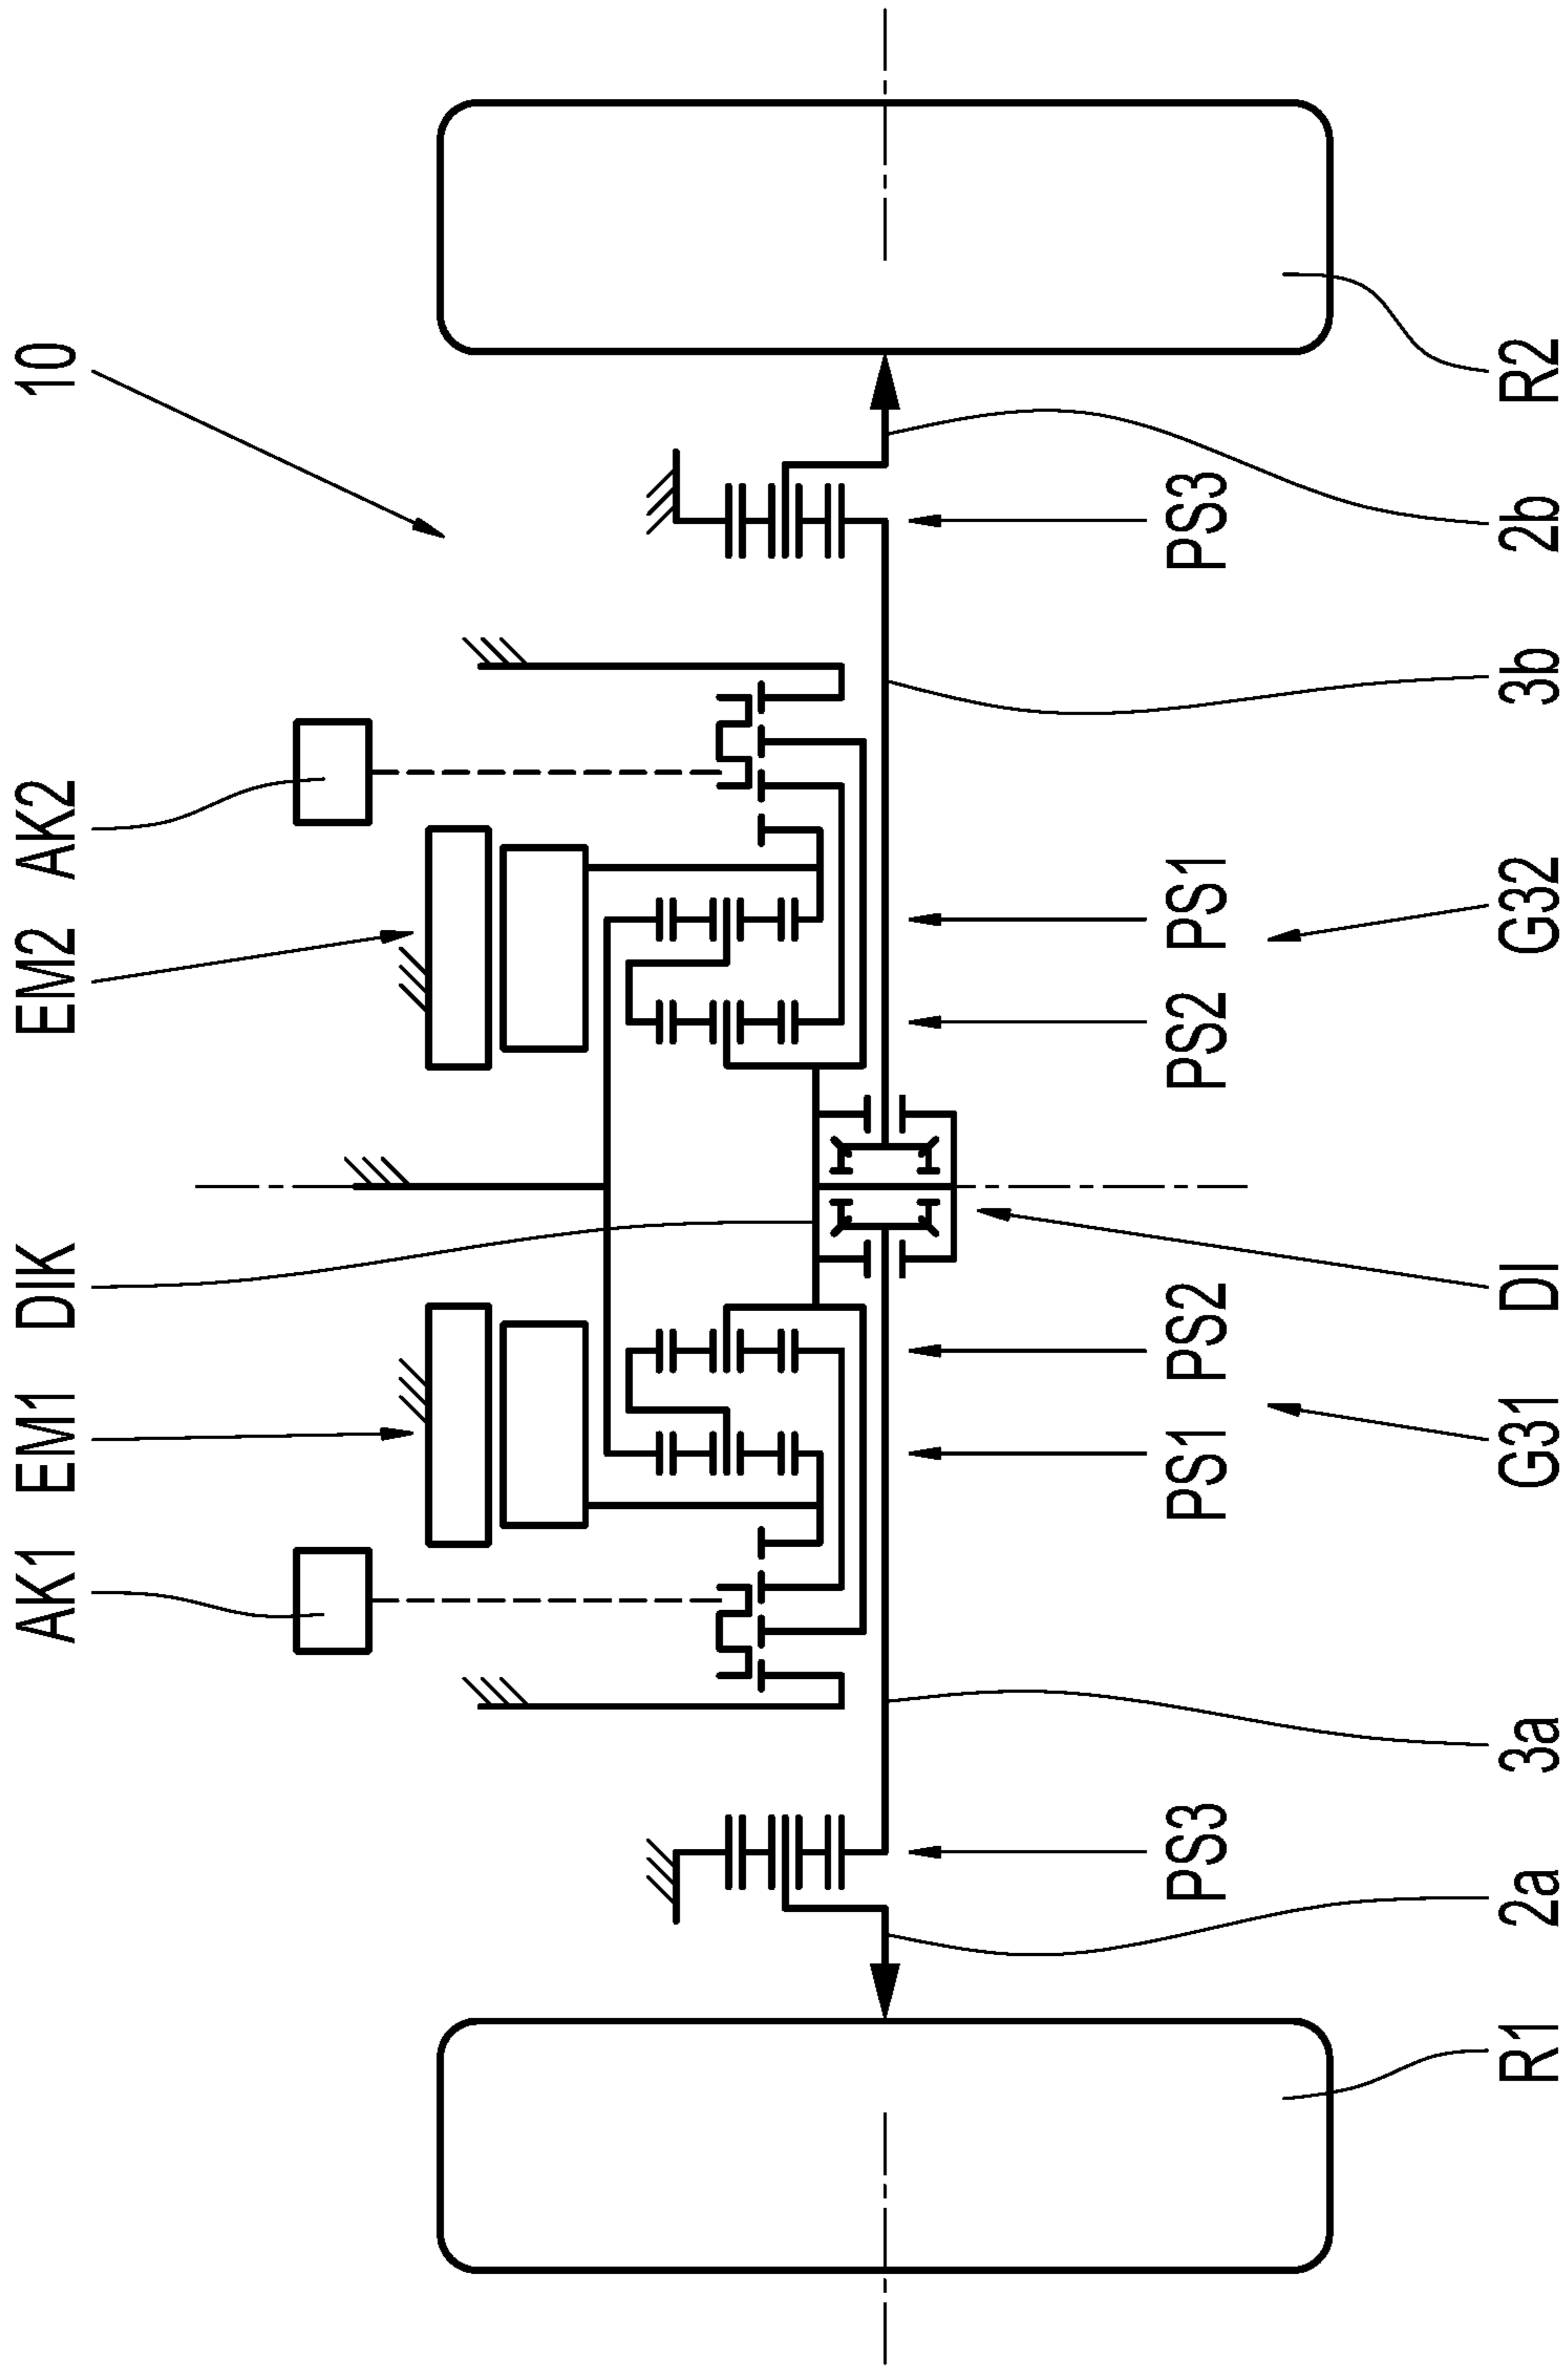 AK1 EM1 DIK EM2 AK2 10
PS3 PS1 PS2 PS2 PS1 PS3
R1 2a 3a G31 DI G32 3b 2b R2